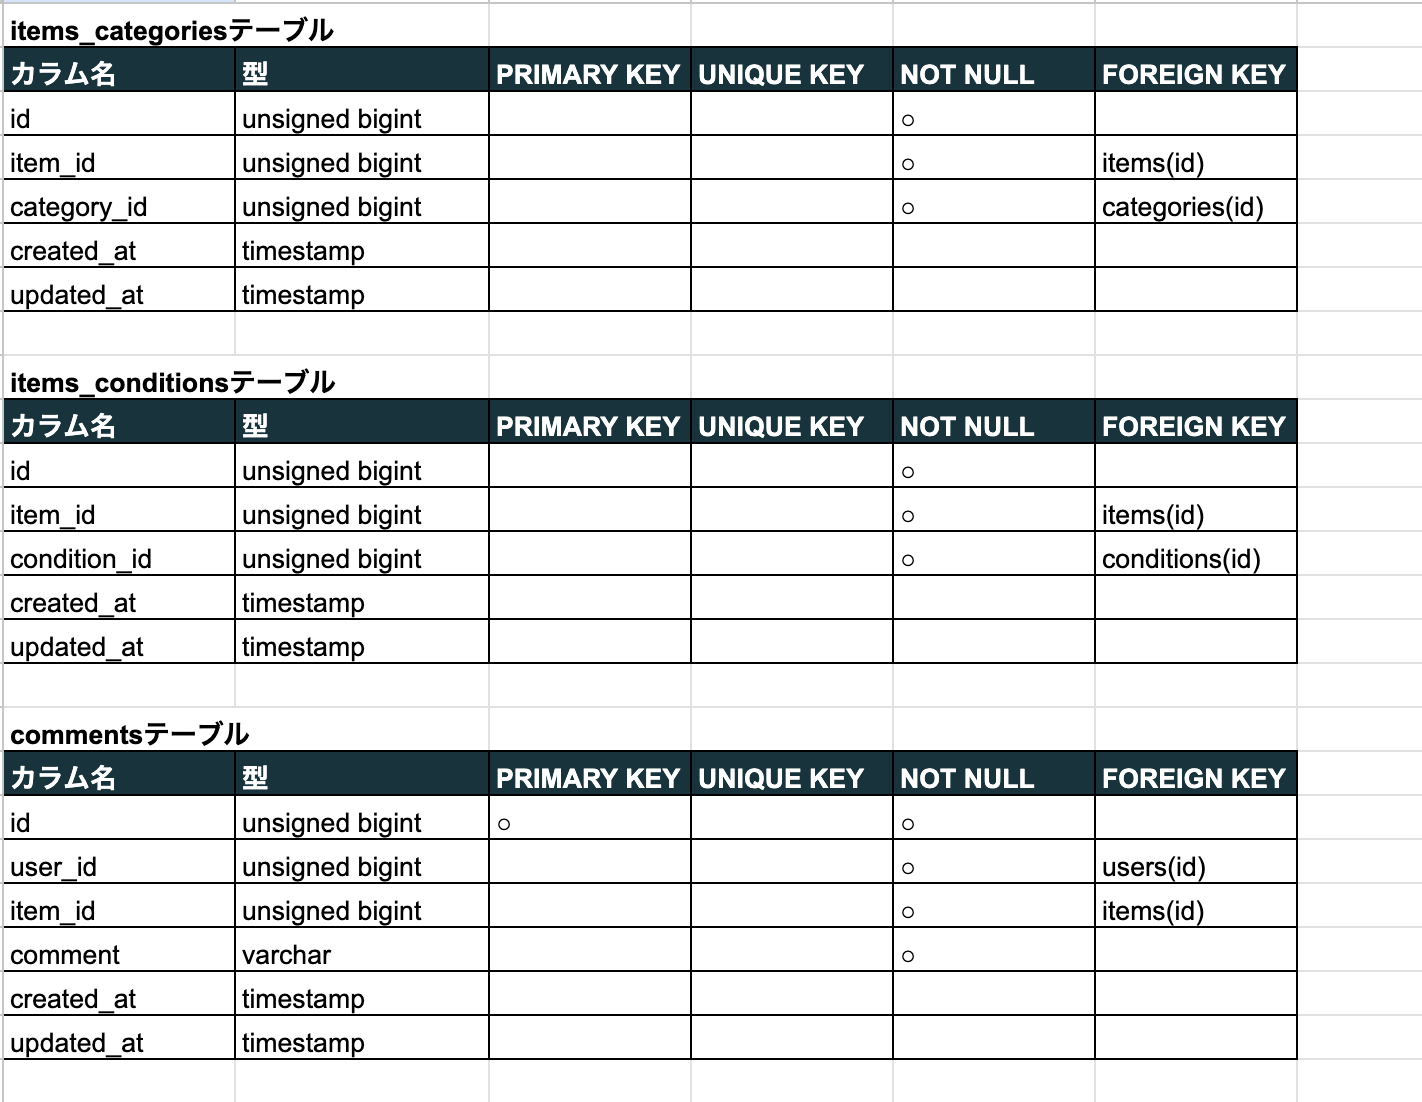 items_categoriesテーブル
カラム名 型 PRIMARY KEY UNIQUE KEY NOT NULL FOREIGN KEY
id unsigned bigint ○
item_id unsigned bigint ○ items(id)
category_id unsigned bigint ○ categories(id)
created_at timestamp
updated_at timestamp
items_conditionsテーブル
カラム名 型 PRIMARY KEY UNIQUE KEY NOT NULL FOREIGN KEY
id unsigned bigint ○
item_id unsigned bigint ○ items(id)
condition_id unsigned bigint ○ conditions(id)
created_at timestamp
updated_at timestamp
commentsテーブル
カラム名 型 PRIMARY KEY UNIQUE KEY NOT NULL FOREIGN KEY
id unsigned bigint ○ ○
user_id unsigned bigint ○ users(id)
item_id unsigned bigint ○ items(id)
comment varchar ○
created_at timestamp
updated_at timestamp